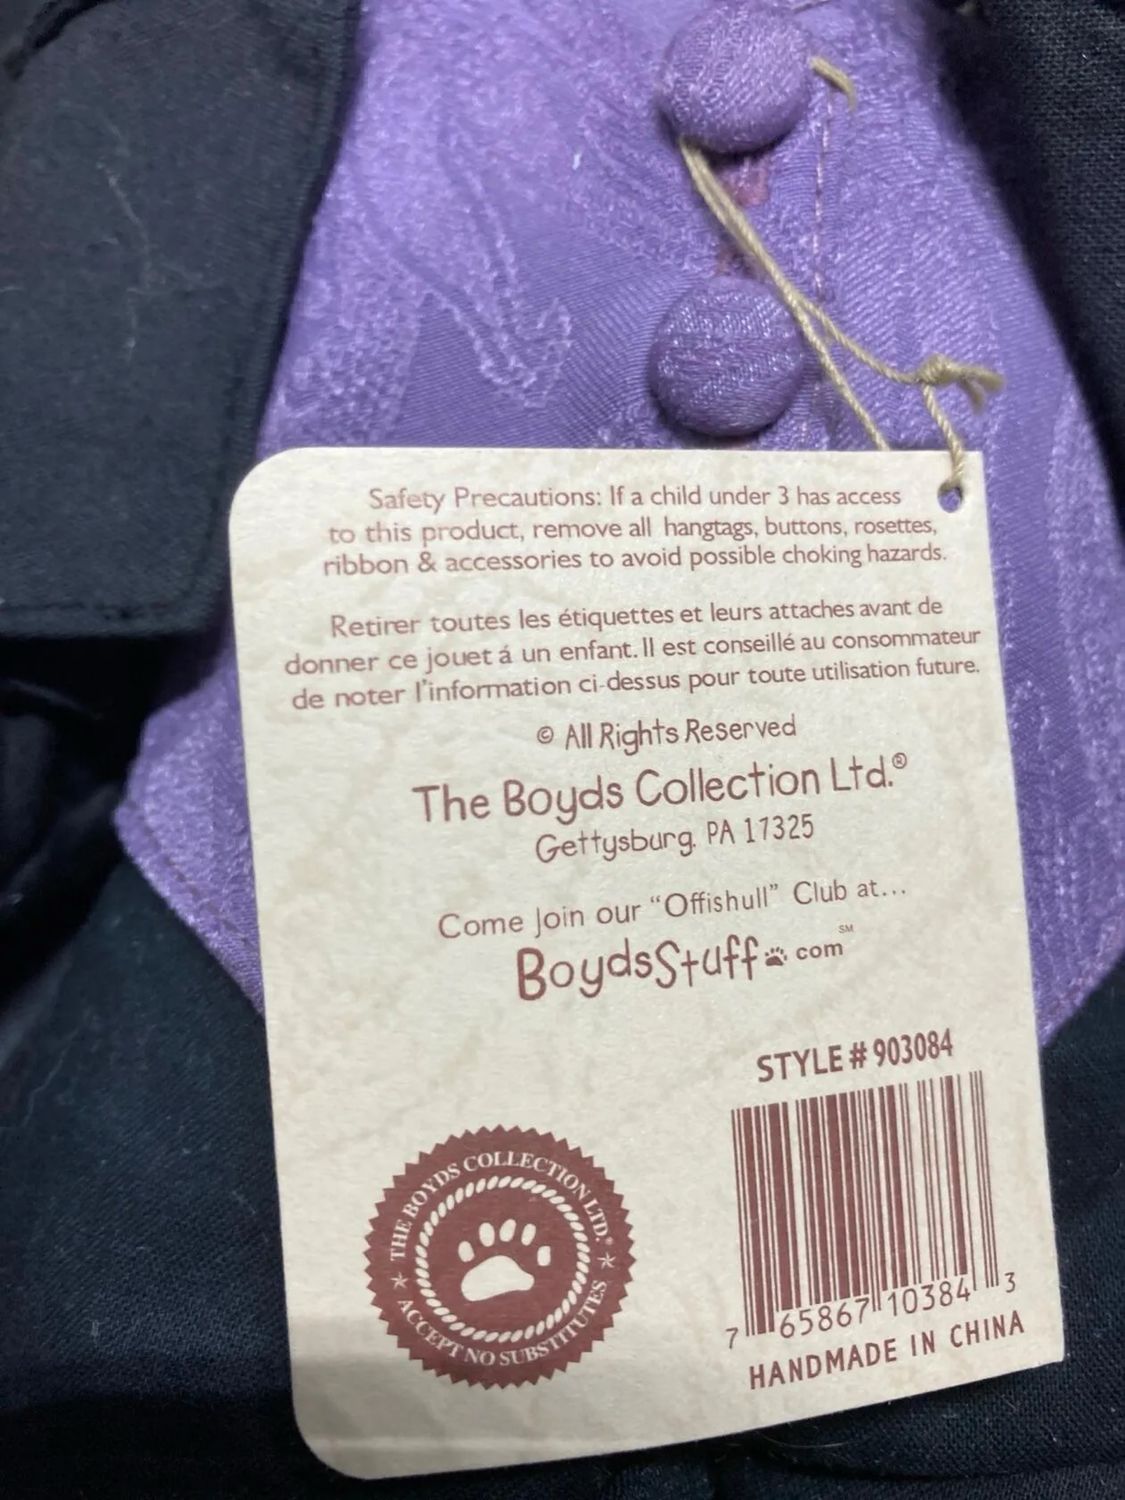 Safety Precautions: If a child under 3 has access
to this product, remove all hangtags, buttons, rosettes,
ribbon & accessories to avoid possible choking hazards.
Retirer toutes les étiquettes et leurs attaches avant de
donner ce jouet á un enfant. Il est conseillé au consommateur
de noter l'information ci-dessus pour toute utilisation future.
© All Rights Reserved
The Boyds Collection Ltd.®
Gettysburg, PA 17325
Come Join our “Offishull” Club at...
BoydsStuff com℠
STYLE # 903084
THE BOYDS COLLECTION LTD.®
ACCEPT NO SUBSTITUTES
7 65867 10384 3
HANDMADE IN CHINA